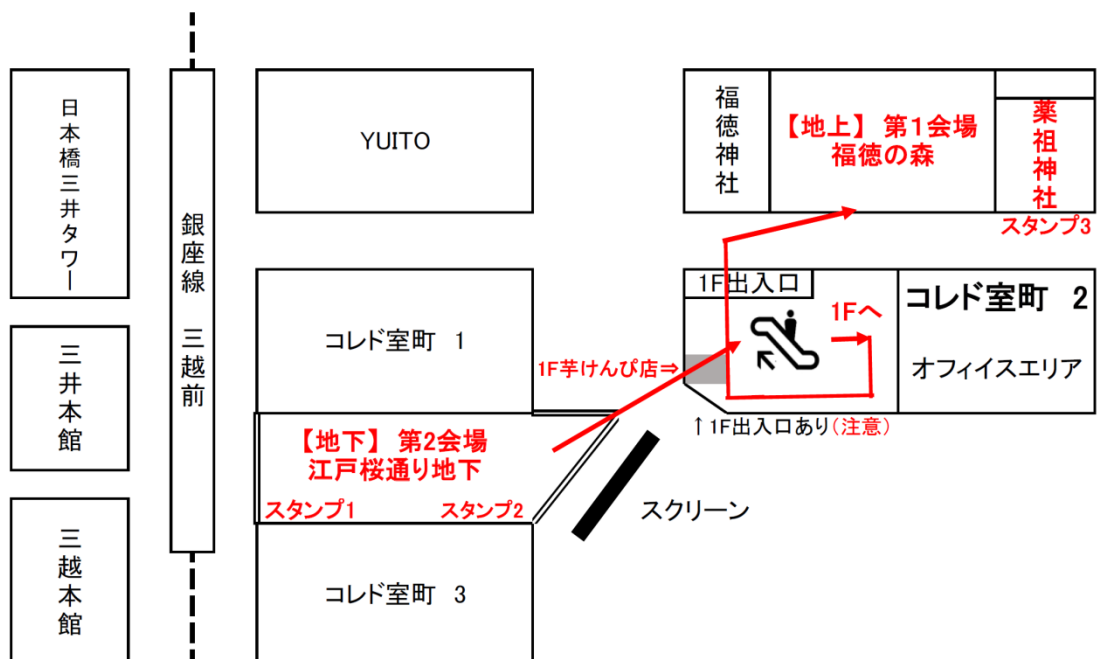 日本橋三井タワー
三井本館
三越本館
銀座線 三越前
YUITO
コレド室町 1
【地下】 第2会場
江戸桜通り地下
スタンプ1
スタンプ2
コレド室町 3
スクリーン
福徳神社
【地上】 第1会場
福徳の森
薬祖神社
スタンプ3
1F出入口
1Fへ
コレド室町 2
オフィイスエリア
1F芋けんぴ店⇒
↑1F出入口あり(注意)